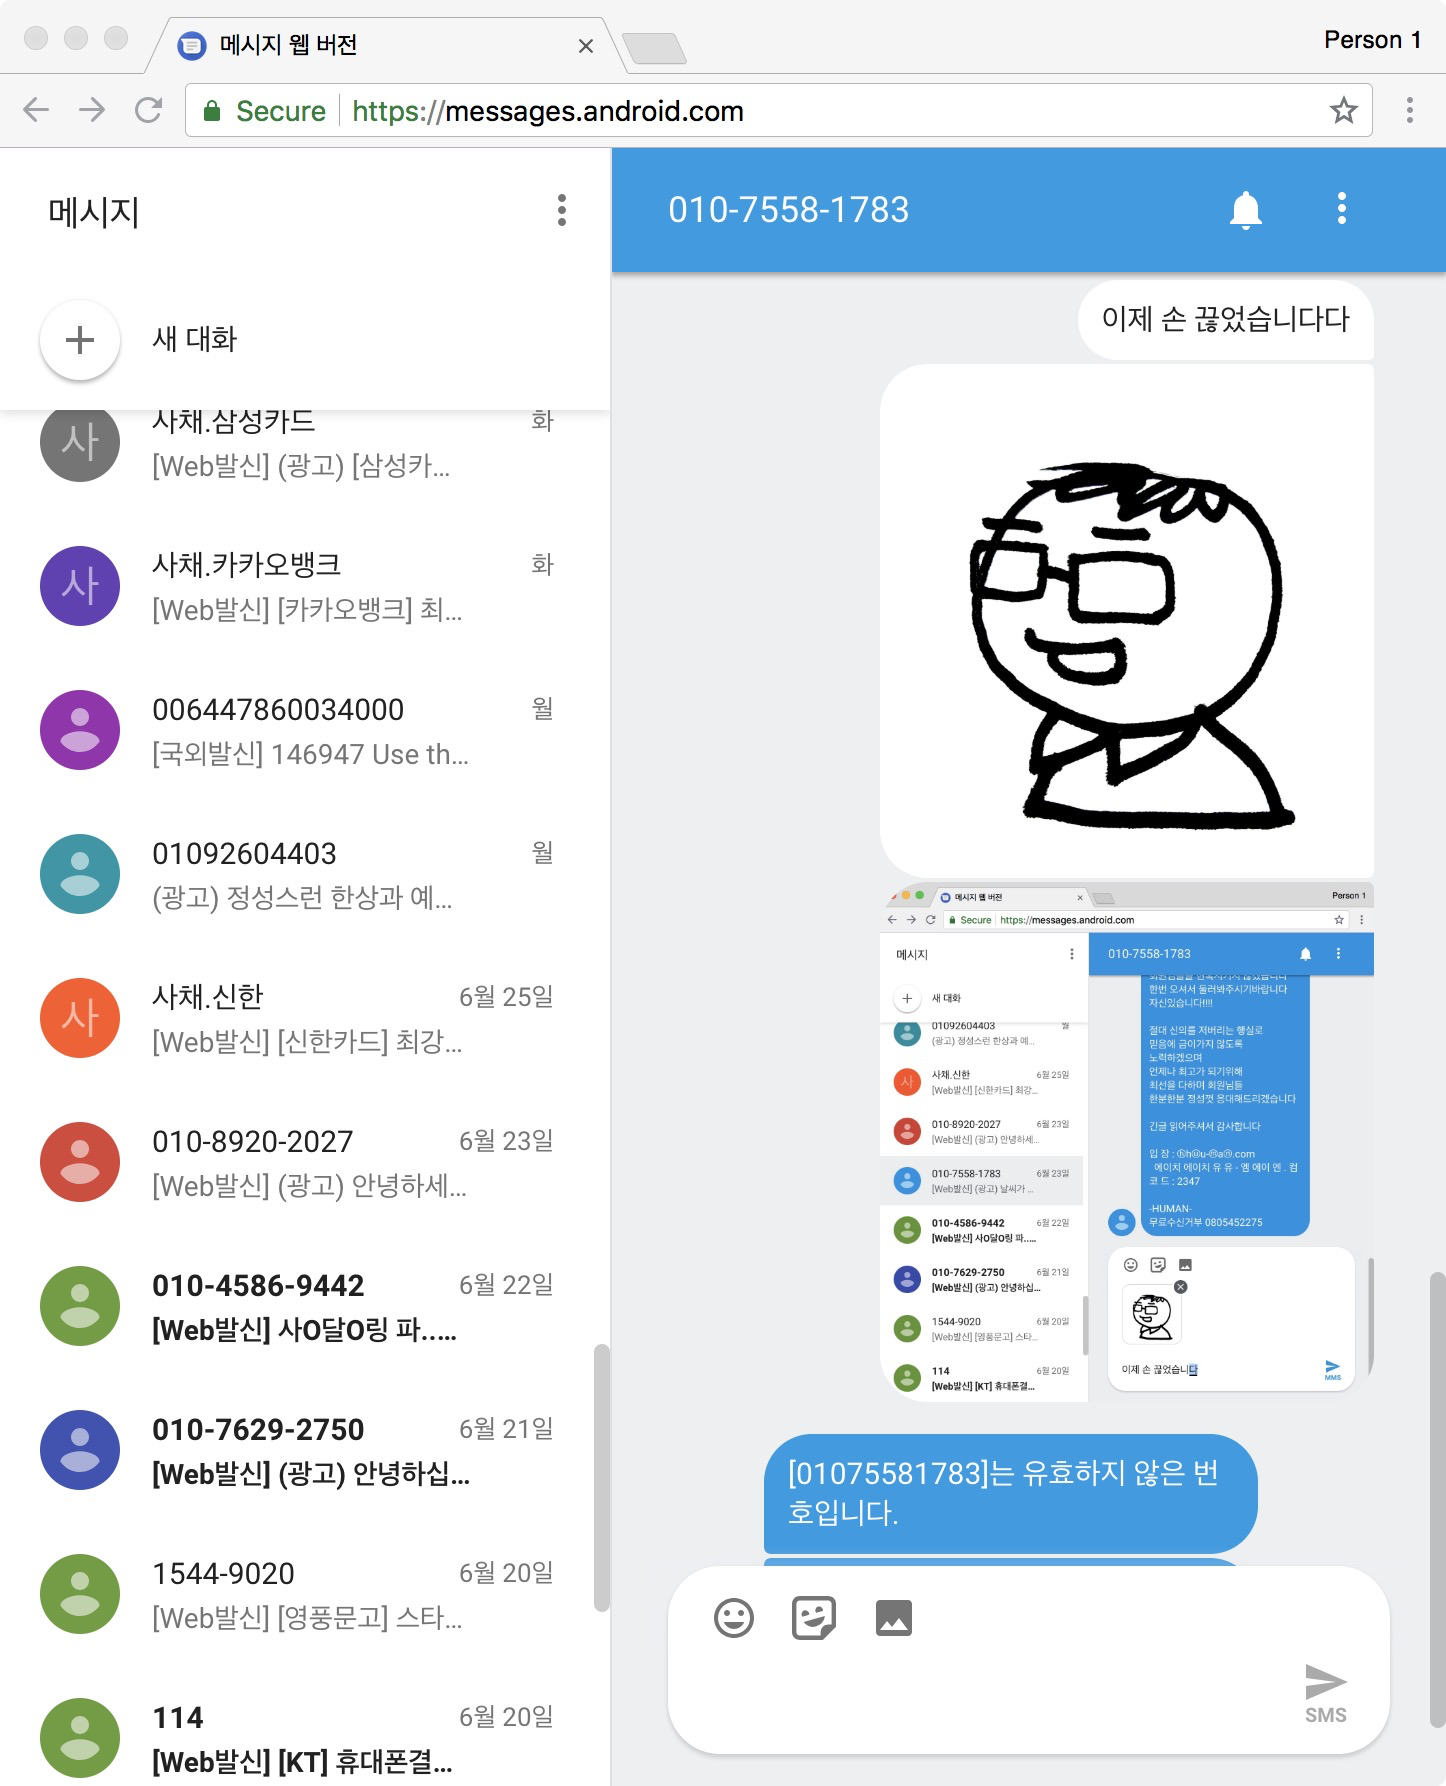 메시지 웹 버전
Person 1
Secure
https://messages.android.com
메시지
새 대화
사채.삼성카드
화
[Web발신] (광고) [삼성카...
사채.카카오뱅크
화
[Web발신] [카카오뱅크] 최...
006447860034000
월
[국외발신] 146947 Use th...
01092604403
월
(광고) 정성스런 한상과 예...
사채.신한
6월 25일
[Web발신] [신한카드] 최강...
010-8920-2027
6월 23일
[Web발신] (광고) 안녕하세...
010-4586-9442
6월 22일
[Web발신] 사O달O링 파.....
010-7629-2750
6월 21일
[Web발신] (광고) 안녕하십...
1544-9020
6월 20일
[Web발신] [영풍문고] 스타...
114
6월 20일
[Web발신] [KT] 휴대폰결...
사
사
사
010-7558-1783
이제 손 끊었습니다다
메시지 웹 버전
Person 1
Secure
https://messages.android.com
메시지
새 대화
01092604403
월
(광고) 정성스런 한상과 예...
사채.신한
6월 25일
[Web발신] [신한카드] 최강...
010-8920-2027
6월 23일
[Web발신] (광고) 안녕하세...
010-7558-1783
6월 23일
[Web발신] (광고) 날씨가 ...
010-4586-9442
6월 22일
[Web발신] 사O달O링 파.....
010-7629-2750
6월 21일
[Web발신] (광고) 안녕하십...
1544-9020
6월 20일
[Web발신] [영풍문고] 스타...
114
6월 20일
[Web발신] [KT] 휴대폰결...
사
010-7558-1783
한번 오셔서 둘러봐주시기바랍니다
자신있습니다!!!!
절대 신의를 저버리는 행실로
믿음에 금이가지 않도록
노력하겠으며
언제나 최고가 되기위해
최선을 다하며 회원님들
한분한분 정성껏 응대해드리겠습니다
긴글 읽어주셔서 감사합니다
입 장 : ⓗhⓤu-ⓜaⓝ.com
에이치 에이치 유 유 - 엠 에이 엔 . 컴
코 드 : 2347
-HUMAN-
무료수신거부 0805452275
이제 손 끊었습니다
MMS
[01075581783]는 유효하지 않은 번
호입니다.
SMS